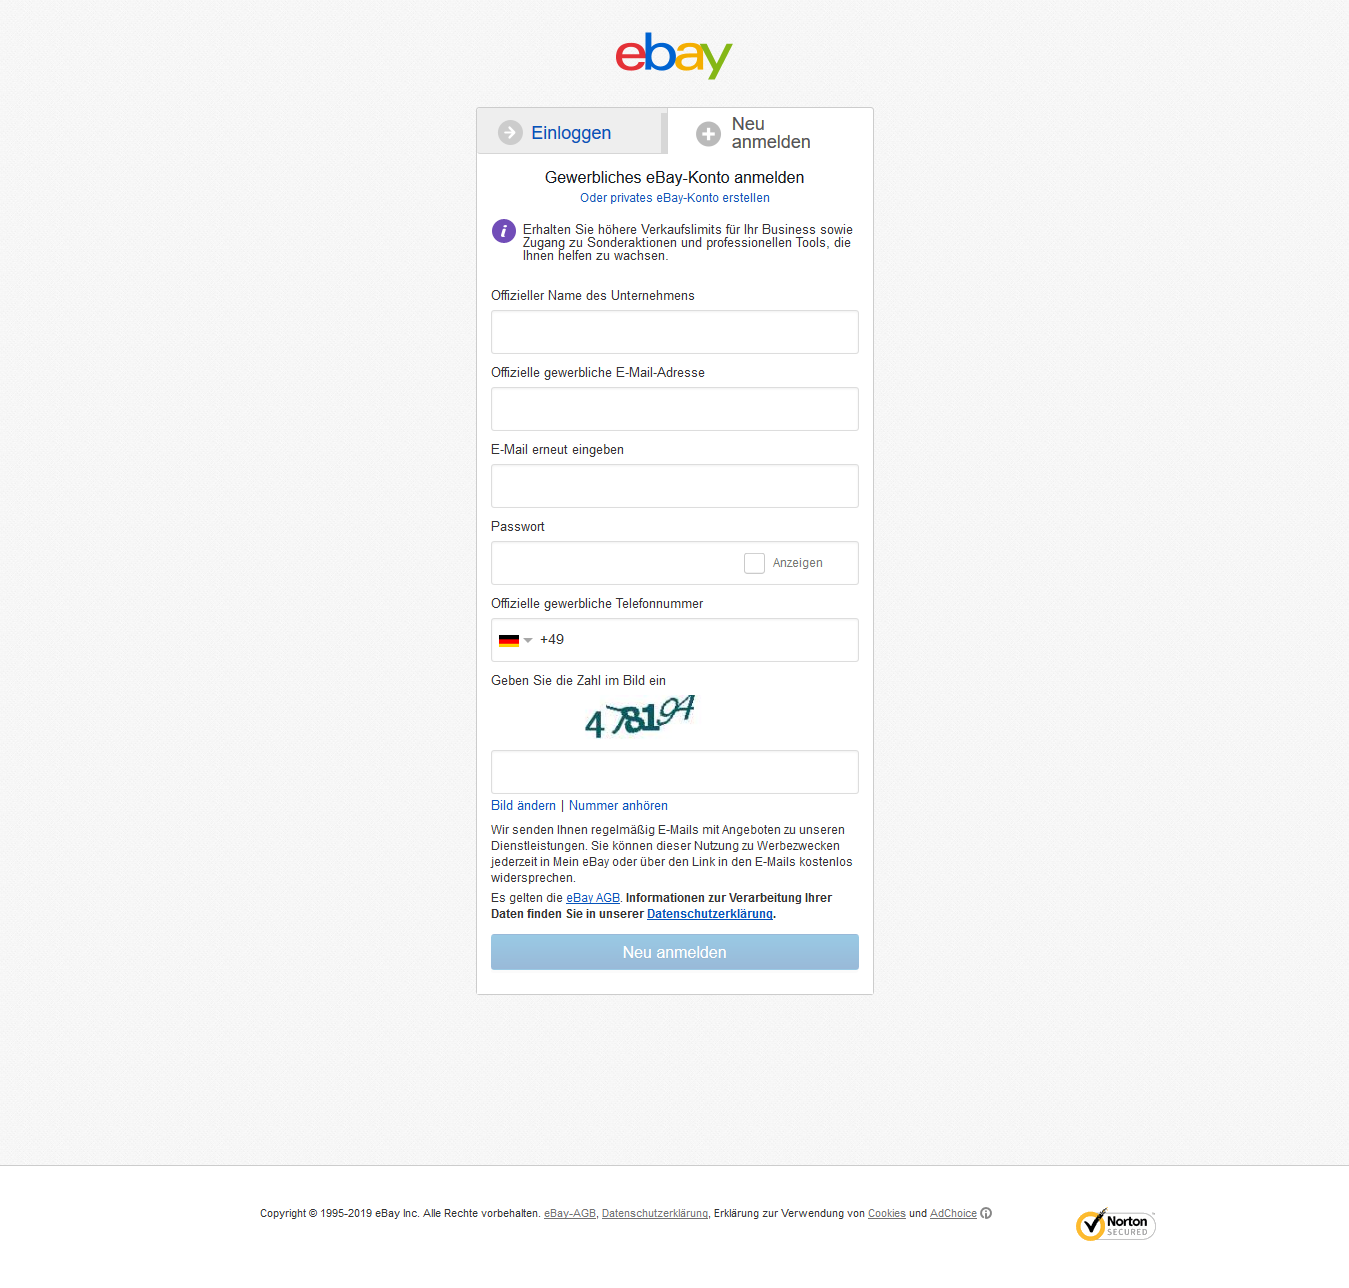 ebay
Einloggen
Neu
anmelden
Gewerbliches eBay-Konto anmelden
Oder privates eBay-Konto erstellen
i
Erhalten Sie höhere Verkaufslimits für Ihr Business sowie
Zugang zu Sonderaktionen und professionellen Tools, die
Ihnen helfen zu wachsen.
Offizieller Name des Unternehmens
Offizielle gewerbliche E-Mail-Adresse
E-Mail erneut eingeben
Passwort
Anzeigen
Offizielle gewerbliche Telefonnummer
+49
Geben Sie die Zahl im Bild ein
478194
Bild ändern | Nummer anhören
Wir senden Ihnen regelmäßig E-Mails mit Angeboten zu unseren
Dienstleistungen. Sie können dieser Nutzung zu Werbezwecken
jederzeit in Mein eBay oder über den Link in den E-Mails kostenlos
widersprechen.
Es gelten die eBay AGB. Informationen zur Verarbeitung Ihrer
Daten finden Sie in unserer Datenschutzerklärung.
Neu anmelden
Copyright © 1995-2019 eBay Inc. Alle Rechte vorbehalten. eBay-AGB, Datenschutzerklärung, Erklärung zur Verwendung von Cookies und AdChoice
Norton
SECURED